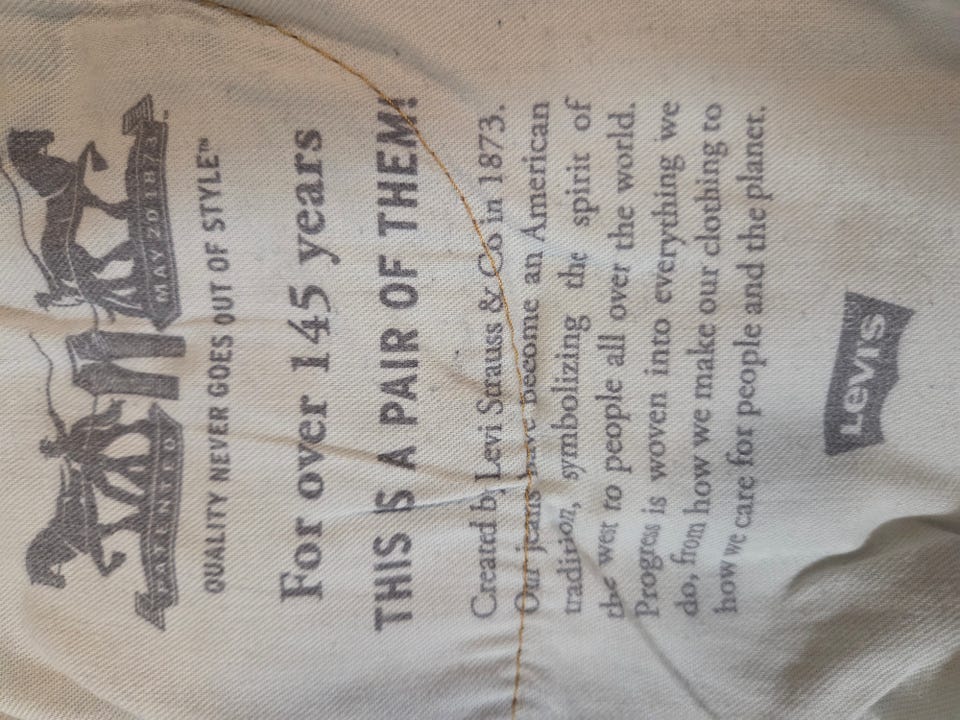 PATENTED MAY 20 1873
QUALITY NEVER GOES OUT OF STYLE™
For over 145 years
THIS IS A PAIR OF THEM!
Created by Levi Strauss & Co in 1873.
Our jeans have become an American
tradition, symbolizing the spirit of
the west to people all over the world.
Progress is woven into everything we
do, from how we make our clothing to
how we care for people and the planet.
Levi's